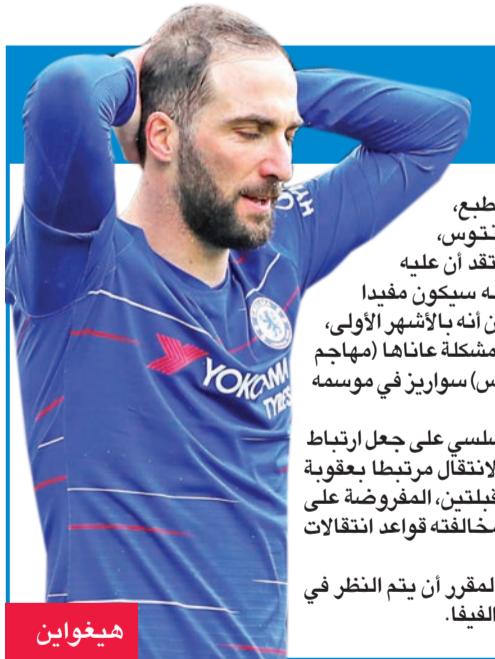 طبع،
نتوس،
تقد أن عليه
ه سيكون مفيدا
ن أنه بالأشهر الأولى،
مشكلة عاناها (مهاجم
س) سواريز في موسمه
لسي على جعل ارتباط
لانتقال مرتبطا بعقوبة
قبلتين، المفروضة على
مخالفته قواعد انتقالات
لمقرر أن يتم النظر في
الفيفا.
YOKO
TYRES
هيغواين